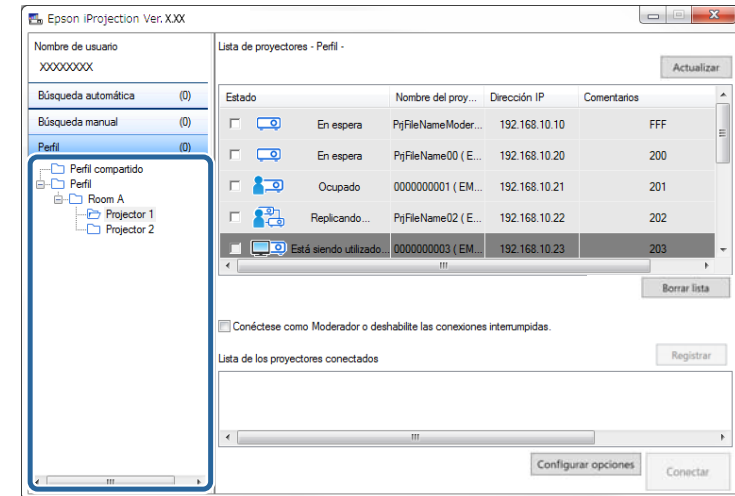 Epson iProjection Ver. X.XX
Nombre de usuario
XXXXXXXX
Búsqueda automática (0)
Búsqueda manual (0)
Perfil (0)
Perfil compartido
Perfil
Room A
Projector 1
Projector 2
Lista de proyectores - Perfil -
Actualizar
Estado Nombre del proy... Dirección IP Comentarios
En espera PrjFileNameModer... 192.168.10.10 FFF
En espera PrjFileName00 ( E... 192.168.10.20 200
Ocupado 0000000001 ( EM... 192.168.10.21 201
Replicando... PrjFileName02 ( E... 192.168.10.22 202
Está siendo utilizado... 0000000003 ( EM... 192.168.10.23 203
Borrar lista
Conéctese como Moderador o deshabilite las conexiones interrumpidas.
Lista de los proyectores conectados
Registrar
Configurar opciones
Conectar